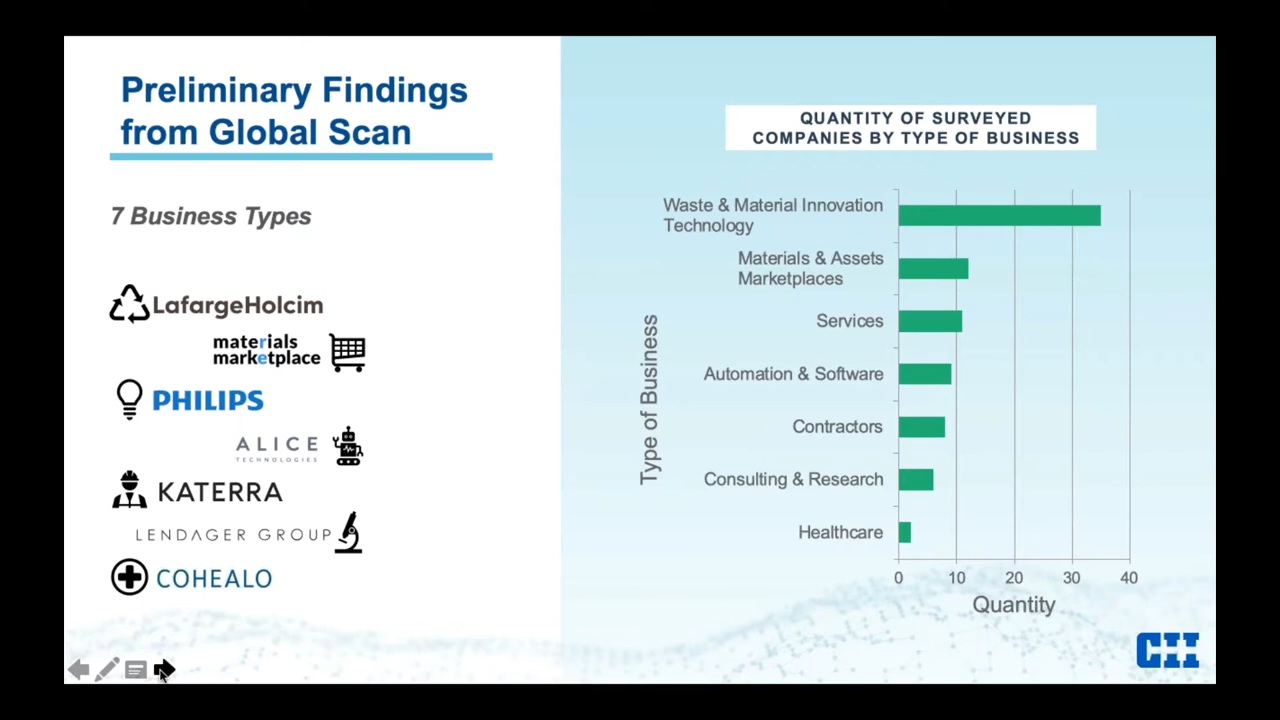 Preliminary Findings
from Global Scan
7 Business Types
LafargeHolcim
materials
marketplace
PHILIPS
ALICE
TECHNOLOGIES
KATERRA
LENDAGER GROUP
COHEALO
QUANTITY OF SURVEYED
COMPANIES BY TYPE OF BUSINESS
Type of Business
Waste & Material Innovation
Technology
Materials & Assets
Marketplaces
Services
Automation & Software
Contractors
Consulting & Research
Healthcare
0 10 20 30 40
Quantity
CII